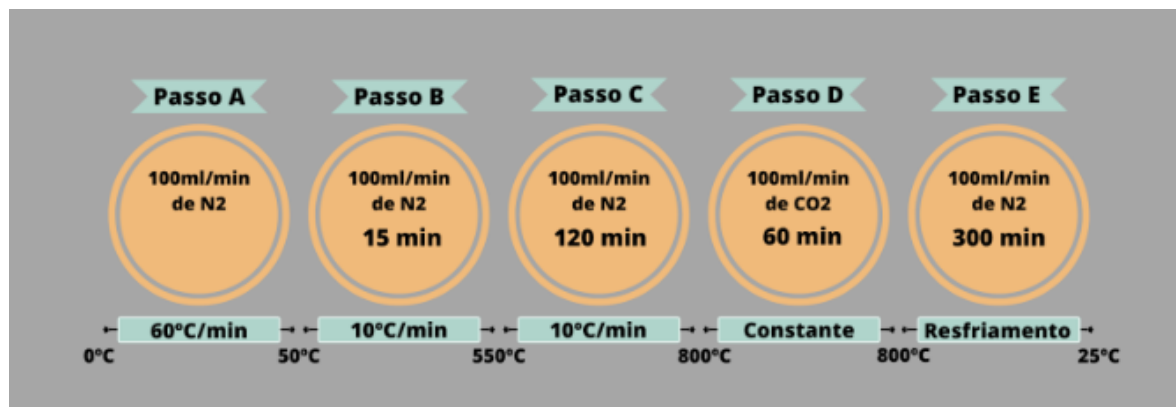 Passo A
Passo B
Passo C
Passo D
Passo E
100ml/min
de N2
100ml/min
de N2
15 min
100ml/min
de N2
120 min
100ml/min
de CO2
60 min
100ml/min
de N2
300 min
60ºC/min
10ºC/min
10ºC/min
Constante
Resfriamento
0ºC
50ºC
550ºC
800ºC
800ºC
25ºC